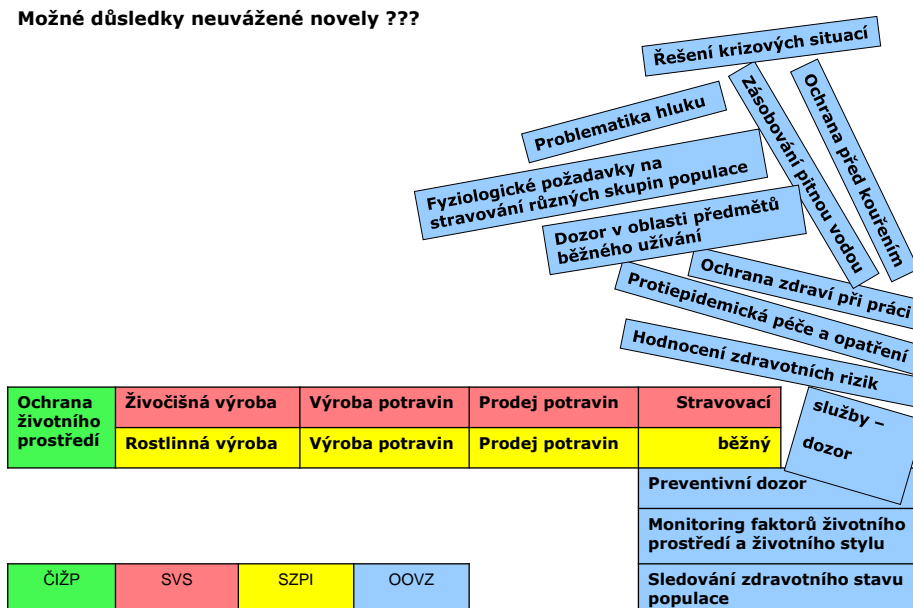 Možné důsledky neuvážené novely ???
Řešení krizových situací
Zásobování pitnou vodou
Ochrana před kouřením
Problematika hluku
Fyziologické požadavky na
stravování různých skupin populace
Dozor v oblasti předmětů
běžného užívání
Ochrana zdraví při práci
Protiepidemická péče a opatření
Hodnocení zdravotních rizik
Ochrana
životního
prostředí
Živočišná výroba
Výroba potravin
Prodej potravin
Stravovací
služby –
Rostlinná výroba
Výroba potravin
Prodej potravin
běžný
dozor
Preventivní dozor
Monitoring faktorů životního
prostředí a životního stylu
Sledování zdravotního stavu
populace
ČIŽP
SVS
SZPI
OOVZ